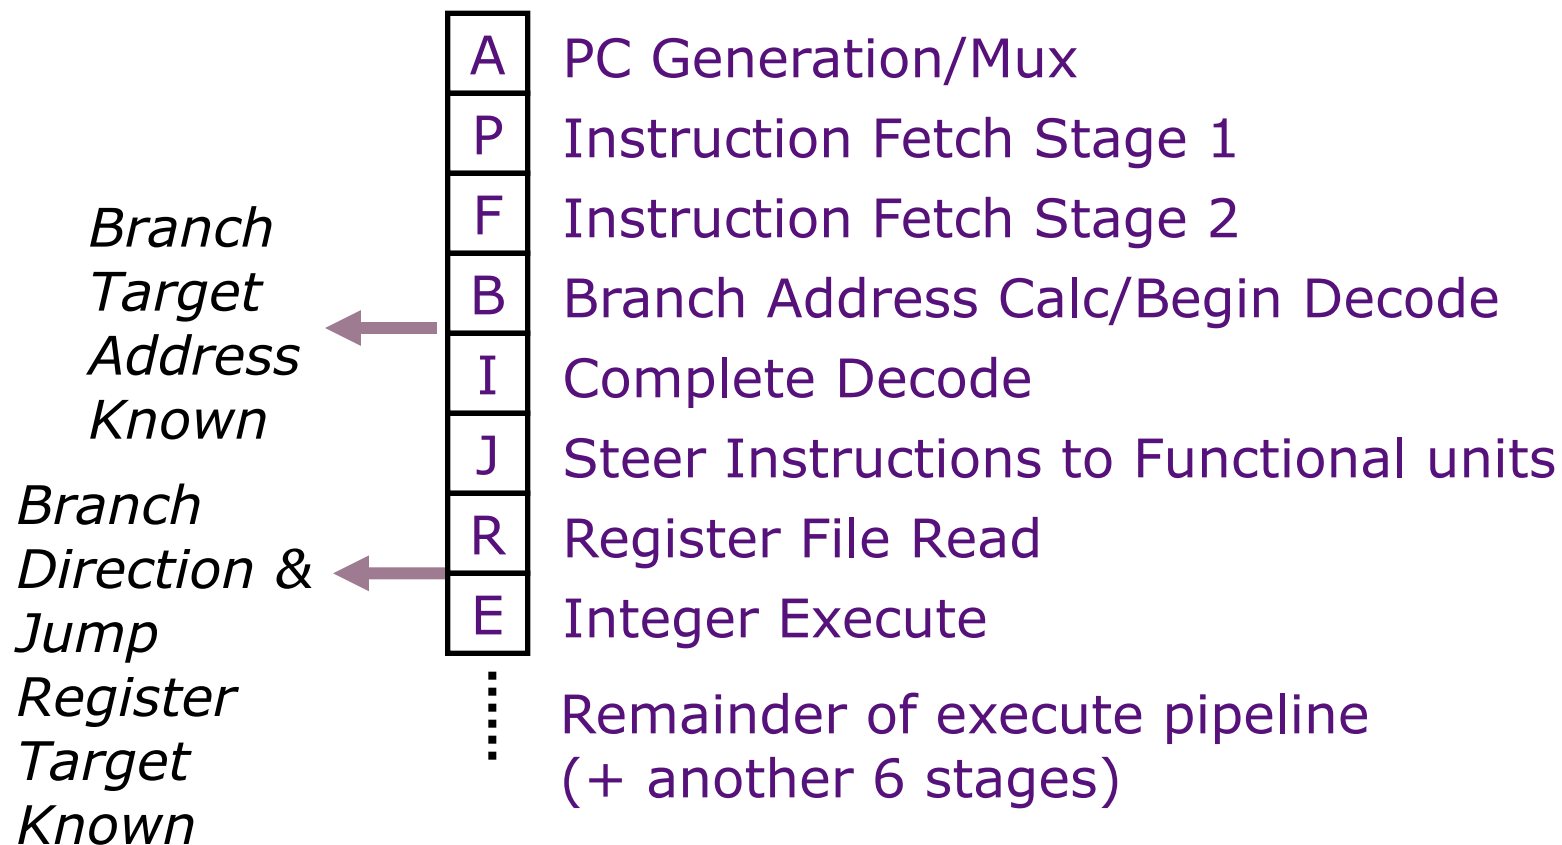 A PC Generation/Mux
P Instruction Fetch Stage 1
F Instruction Fetch Stage 2
B Branch Address Calc/Begin Decode
I Complete Decode
J Steer Instructions to Functional units
R Register File Read
E Integer Execute
Remainder of execute pipeline
(+ another 6 stages)
Branch
Target
Address
Known
Branch
Direction &
Jump
Register
Target
Known